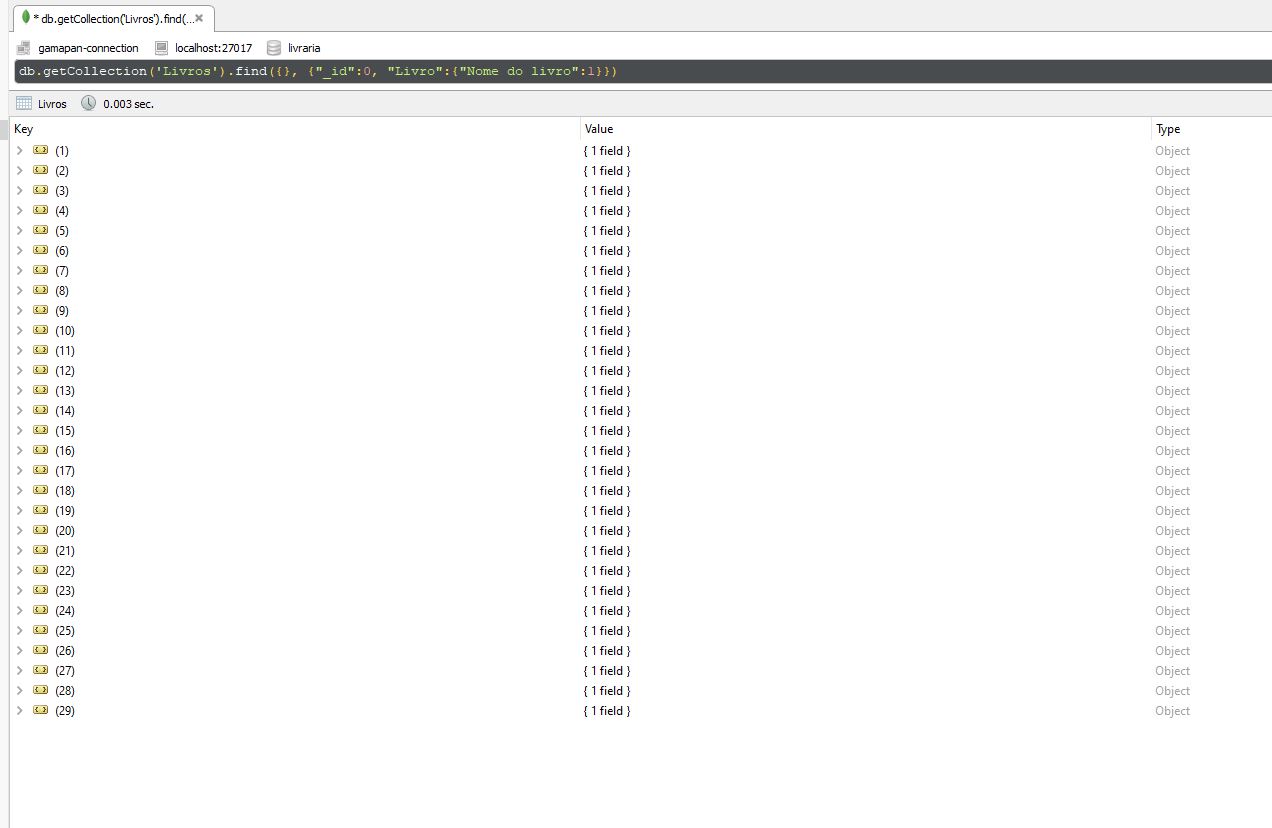 * db.getCollection('Livros').find(...
gamapan-connection localhost:27017 livraria
db.getCollection('Livros').find({}, {"_id":0, "Livro":{"Nome do livro":1}})
Livros 0.003 sec.
Key Value Type
(1) { 1 field } Object
(2) { 1 field } Object
(3) { 1 field } Object
(4) { 1 field } Object
(5) { 1 field } Object
(6) { 1 field } Object
(7) { 1 field } Object
(8) { 1 field } Object
(9) { 1 field } Object
(10) { 1 field } Object
(11) { 1 field } Object
(12) { 1 field } Object
(13) { 1 field } Object
(14) { 1 field } Object
(15) { 1 field } Object
(16) { 1 field } Object
(17) { 1 field } Object
(18) { 1 field } Object
(19) { 1 field } Object
(20) { 1 field } Object
(21) { 1 field } Object
(22) { 1 field } Object
(23) { 1 field } Object
(24) { 1 field } Object
(25) { 1 field } Object
(26) { 1 field } Object
(27) { 1 field } Object
(28) { 1 field } Object
(29) { 1 field } Object